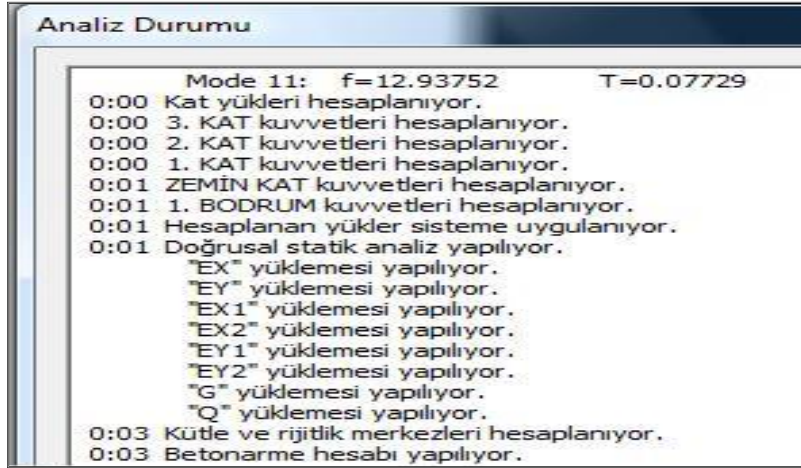 Analiz Durumu
Mode 11: f=12.93752 T=0.07729
0:00 Kat yükleri hesaplanıyor.
0:00 3. KAT kuvvetleri hesaplanıyor.
0:00 2. KAT kuvvetleri hesaplanıyor.
0:00 1. KAT kuvvetleri hesaplanıyor.
0:01 ZEMİN KAT kuvvetleri hesaplanıyor.
0:01 1. BODRUM kuvvetleri hesaplanıyor.
0:01 Hesaplanan yükler sisteme uygulanıyor.
0:01 Doğrusal statik analiz yapılıyor.
"EX" yüklemesi yapılıyor.
"EY" yüklemesi yapılıyor.
"EX1" yüklemesi yapılıyor.
"EX2" yüklemesi yapılıyor.
"EY1" yüklemesi yapılıyor.
"EY2" yüklemesi yapılıyor.
"G" yüklemesi yapılıyor.
"Q" yüklemesi yapılıyor.
0:03 Kütle ve rijitlik merkezleri hesaplanıyor.
0:03 Betonarme hesabı yapılıyor.